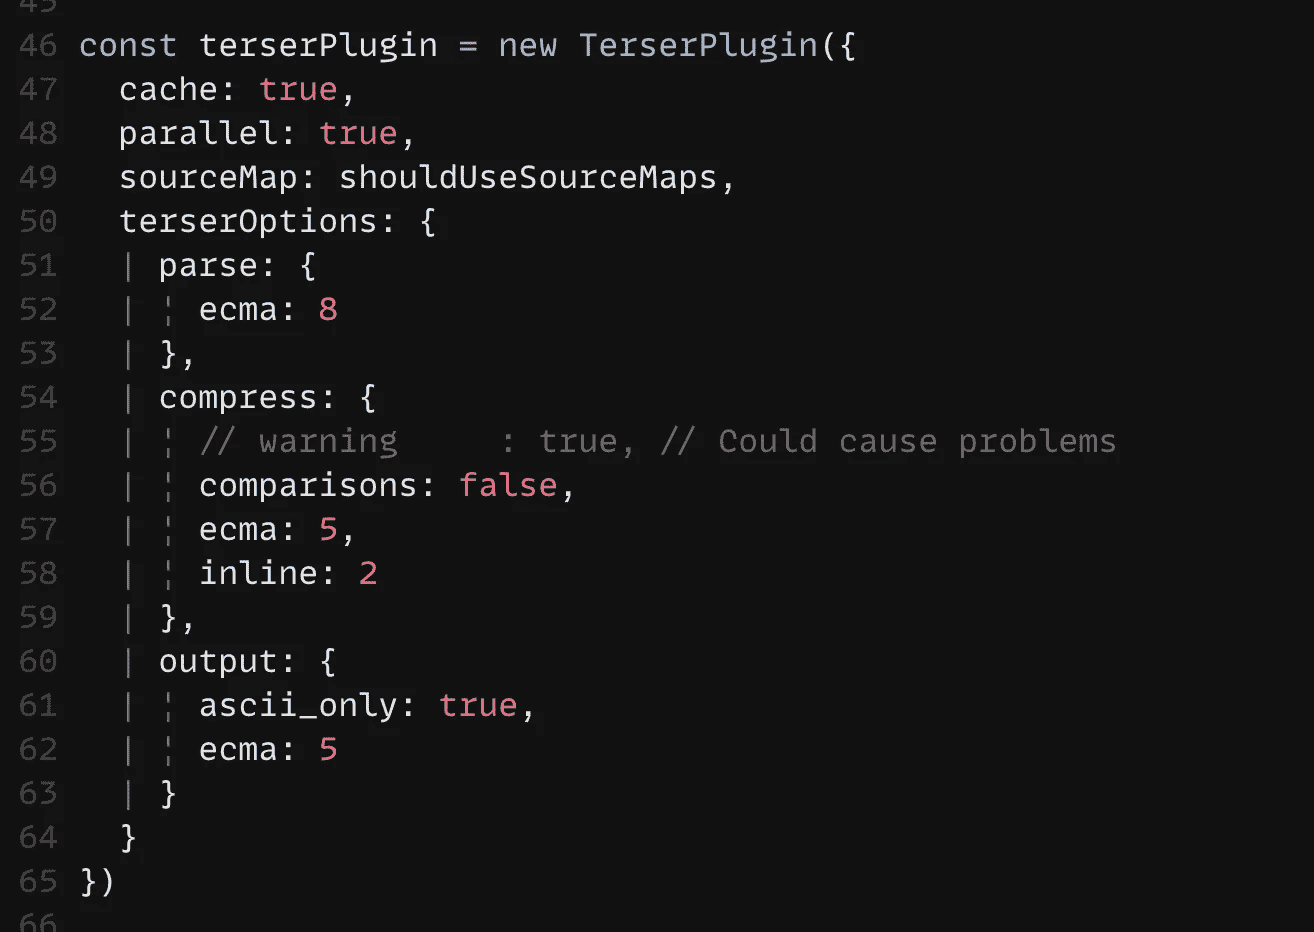 45
46 const terserPlugin = new TerserPlugin({
47   cache: true,
48   parallel: true,
49   sourceMap: shouldUseSourceMaps,
50   terserOptions: {
51   | parse: {
52   | ¦ ecma: 8
53   | },
54   | compress: {
55   | ¦ // warning     : true, // Could cause problems
56   | ¦ comparisons: false,
57   | ¦ ecma: 5,
58   | ¦ inline: 2
59   | },
60   | output: {
61   | ¦ ascii_only: true,
62   | ¦ ecma: 5
63   | }
64   }
65 })
66